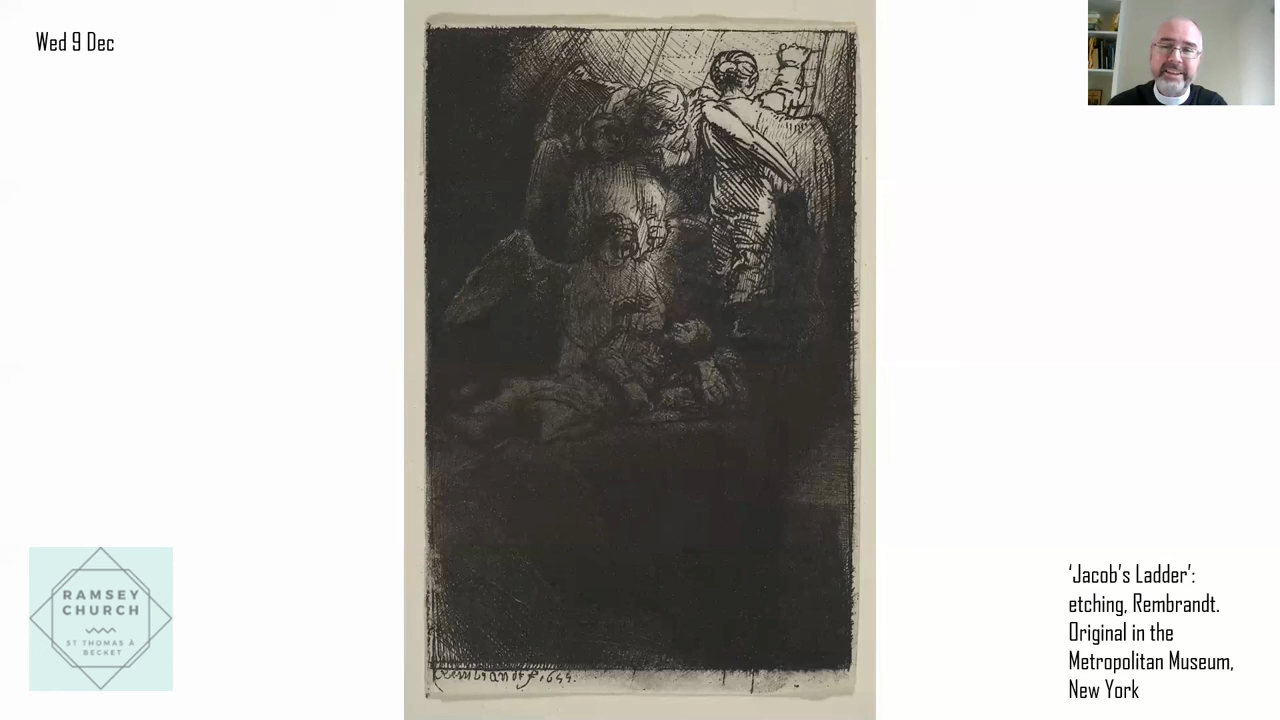 Wed 9 Dec
RAMSEY
CHURCH
ST THOMAS À
BECKET
'Jacob's Ladder':
etching, Rembrandt.
Original in the
Metropolitan Museum,
New York